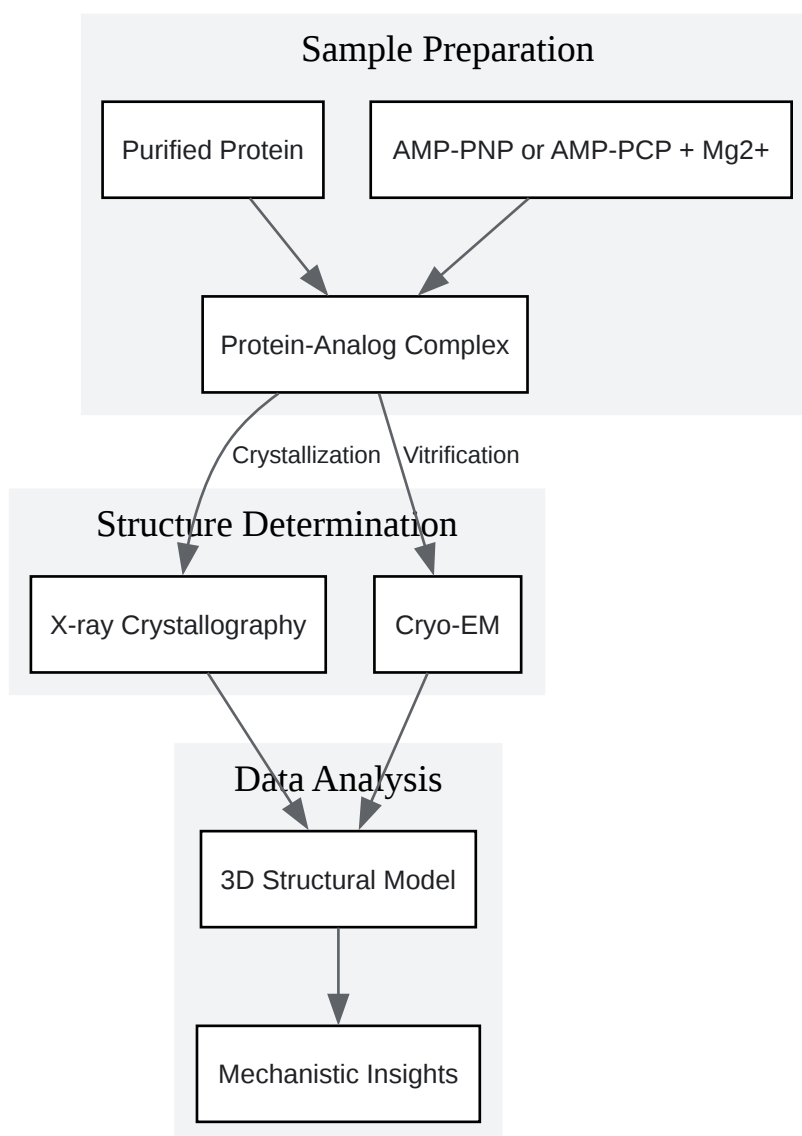 Sample Preparation
Purified Protein
AMP-PNP or AMP-PCP + Mg2+
Protein-Analog Complex
Crystallization
Vitrification
Structure Determination
X-ray Crystallography
Cryo-EM
Data Analysis
3D Structural Model
Mechanistic Insights